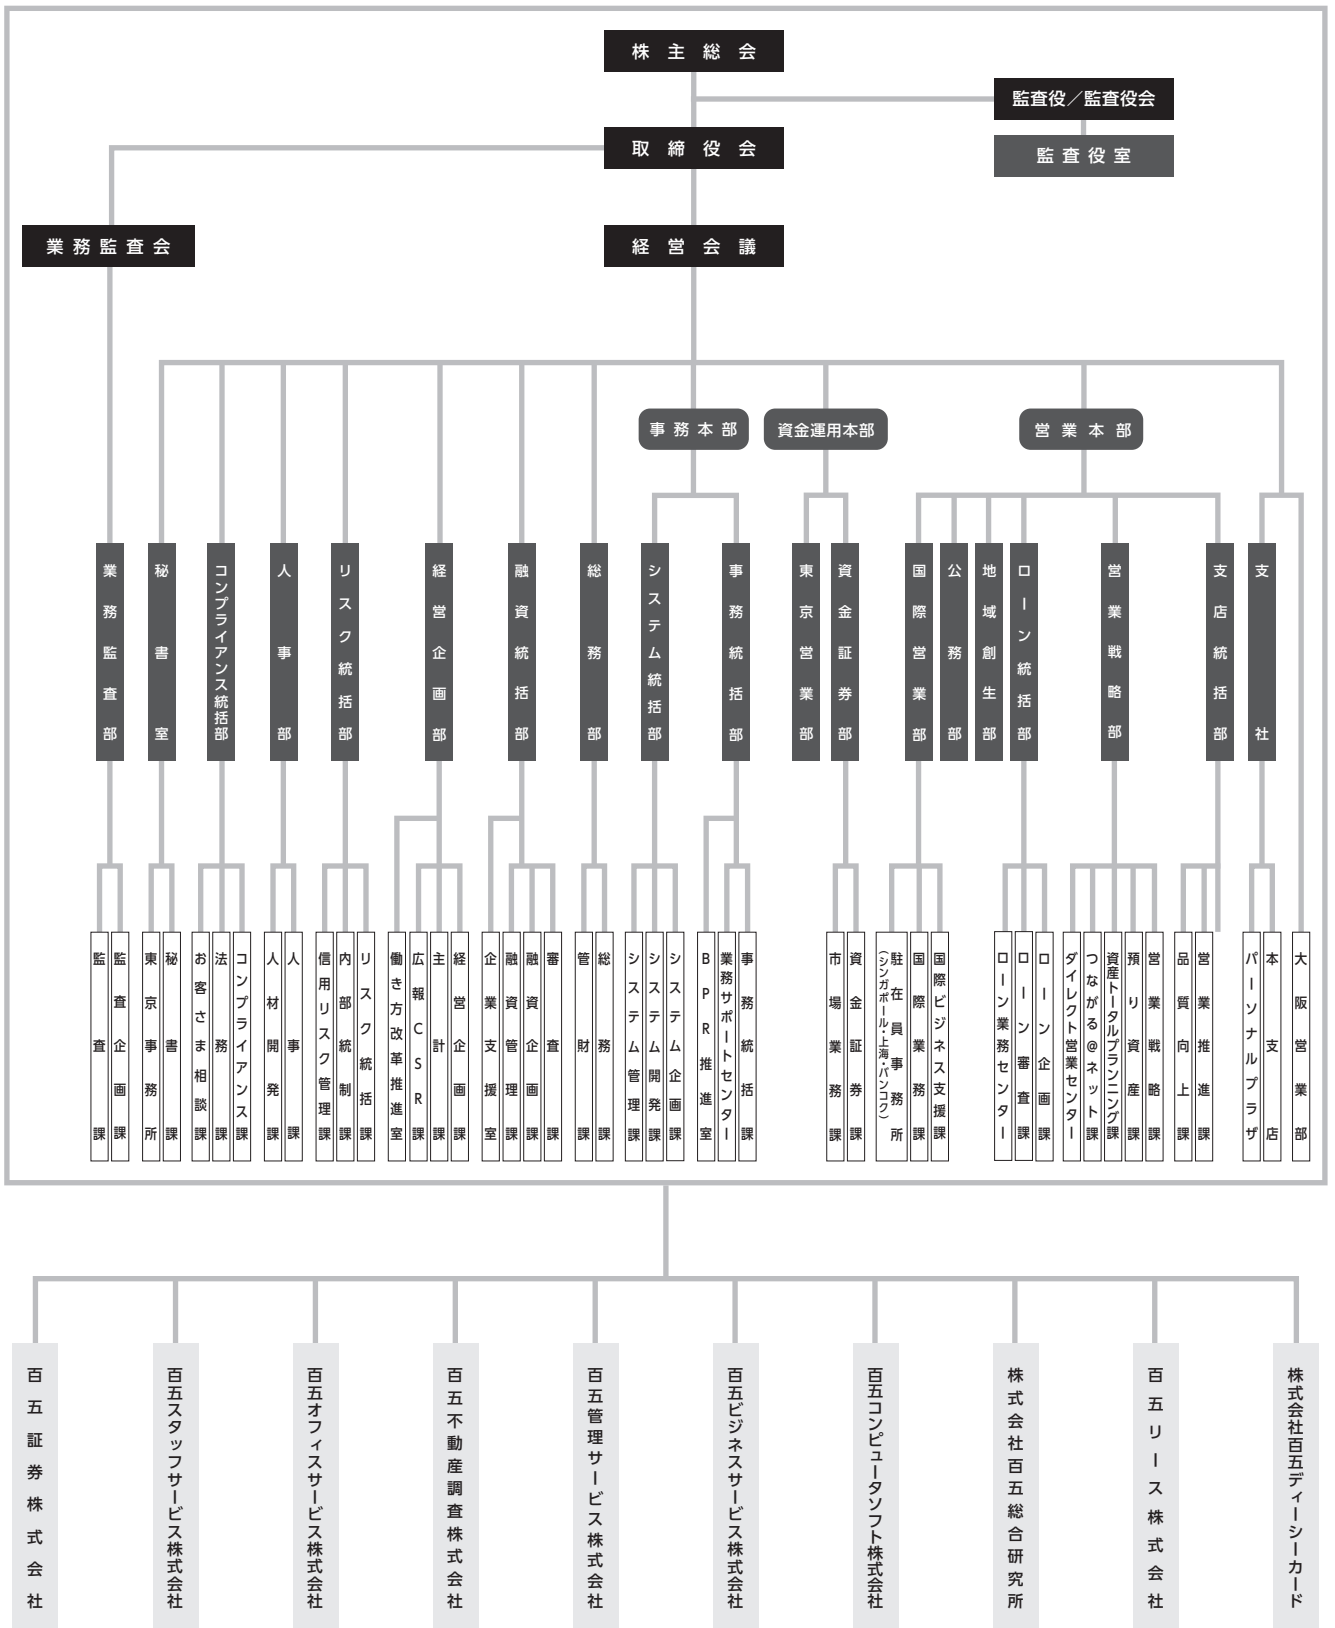 株主総会
監査役／監査役会
監査役室
取締役会
業務監査会
経営会議
事務本部
資金運用本部
営業本部
業務監査部
秘書室
コンプライアンス統括部
人事部
リスク統括部
経営企画部
融資統括部
総務部
システム統括部
事務統括部
東京営業部
資金証券部
国際営業部
公務部
地域創生部
ローン統括部
営業戦略部
支店統括部
支社
監査課
監査企画課
東京事務所
秘書課
お客さま相談課
法務課
コンプライアンス課
人材開発課
人事課
信用リスク管理課
内部統制課
リスク統括課
働き方改革推進室
広報CSR課
主計課
経営企画課
企業支援室
融資管理課
融資企画課
審査課
管財課
総務課
システム管理課
システム開発課
システム企画課
BPR推進室
業務サポートセンター
事務統括課
市場業務課
資金証券課
駐在員事務所
（シンガポール・上海・バンコク）
国際業務課
国際ビジネス支援課
ローン業務センター
ローン審査課
ローン企画課
ダイレクト営業センター
つながる＠ネット課
資産トータルプランニング課
預り資産課
営業戦略課
品質向上課
営業推進課
パーソナルプラザ
本支店
大阪営業部
百五証券株式会社
百五スタッフサービス株式会社
百五オフィスサービス株式会社
百五不動産調査株式会社
百五管理サービス株式会社
百五ビジネスサービス株式会社
百五コンピュータソフト株式会社
株式会社百五総合研究所
百五リース株式会社
株式会社百五ディーシーカード